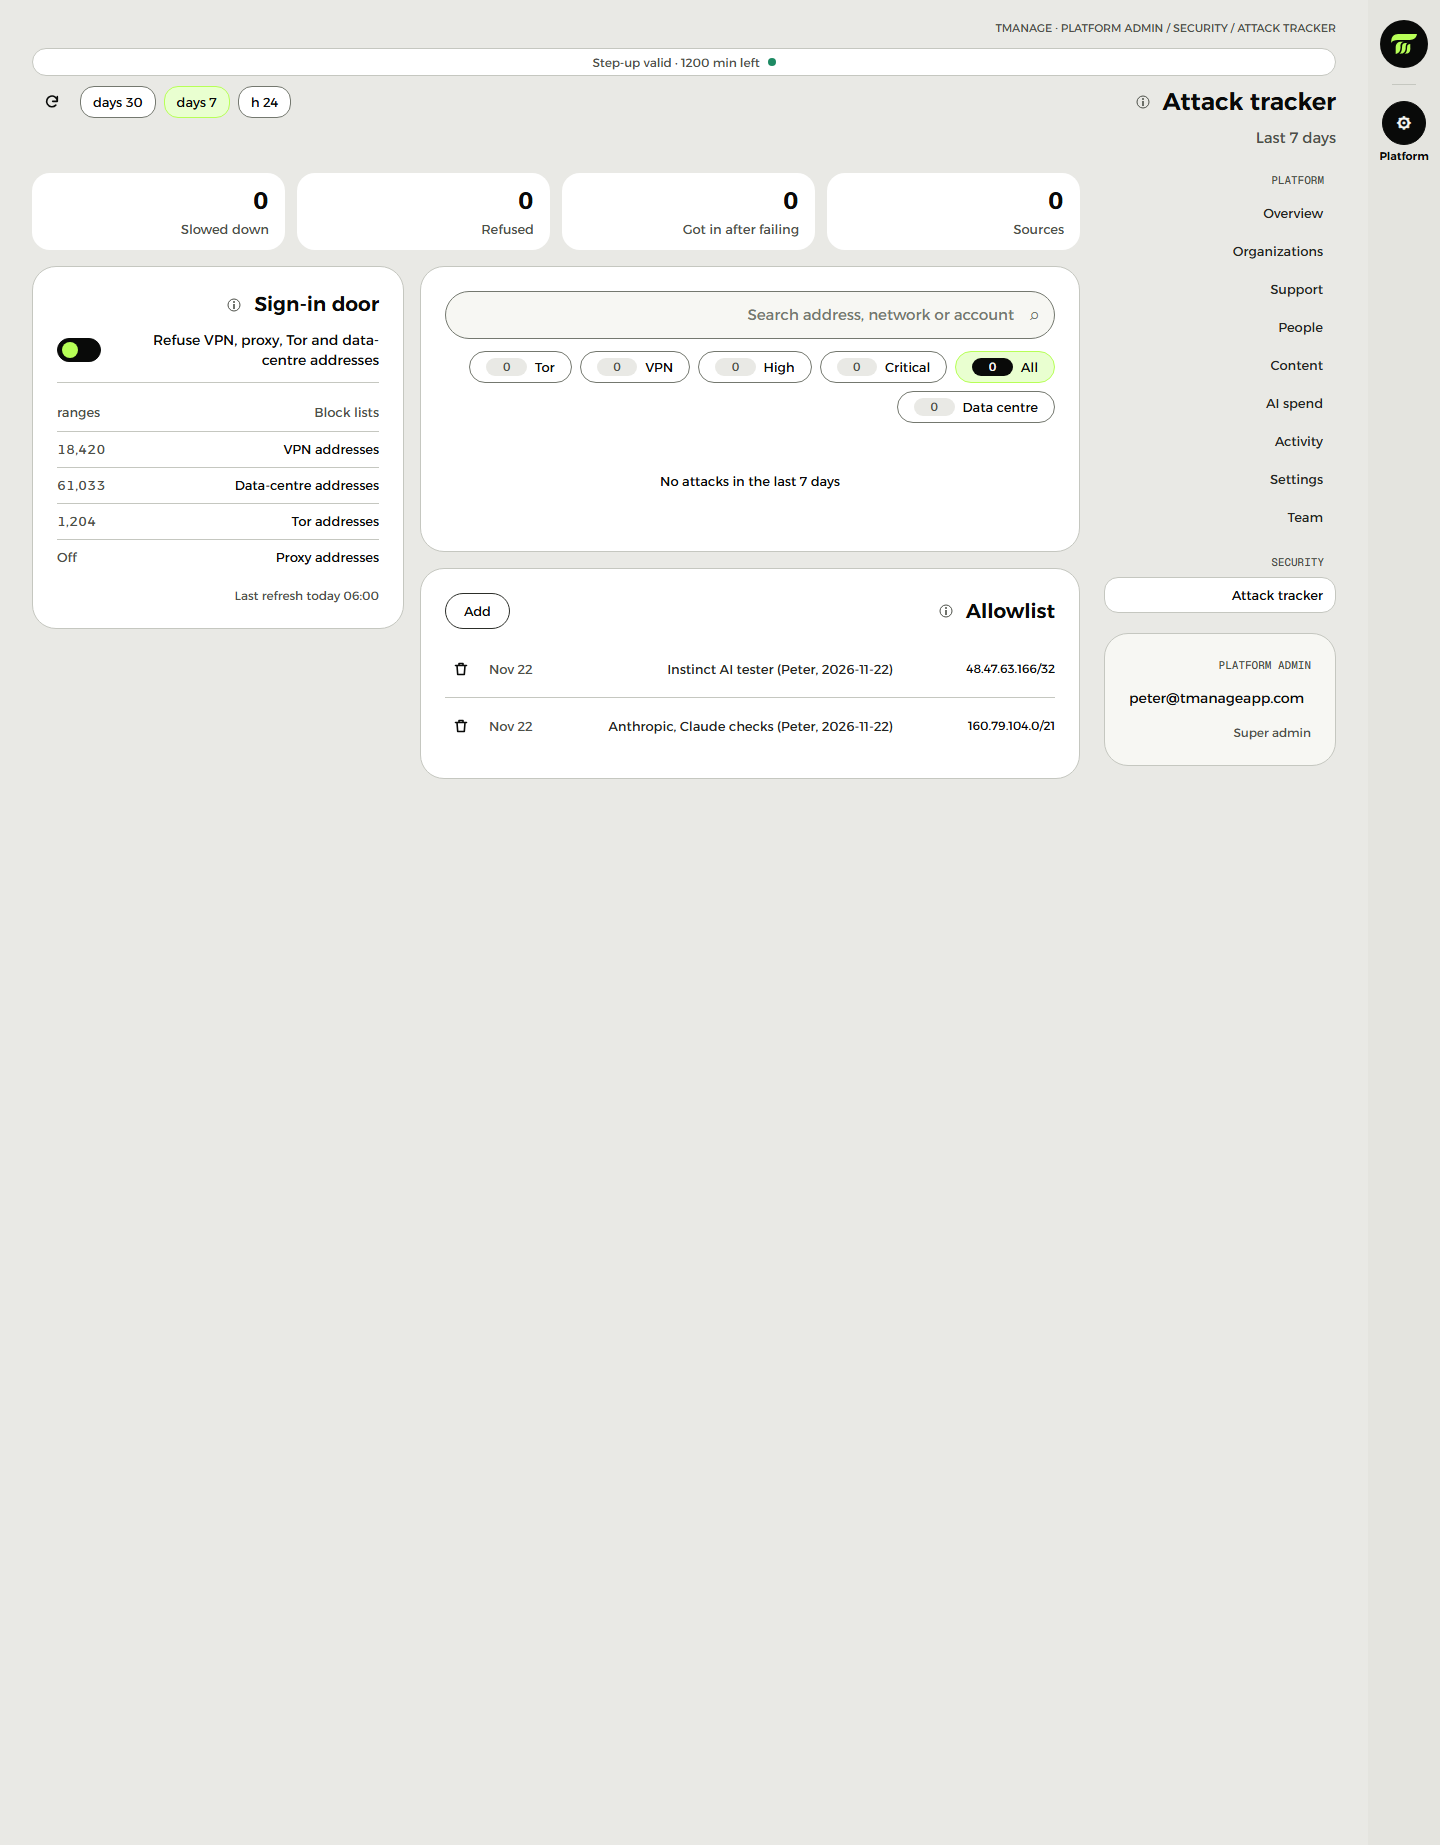 TMANAGE · PLATFORM ADMIN / SECURITY / ATTACK TRACKER
Step-up valid · 1200 min left
Attack tracker
days 30
days 7
h 24
Last 7 days
Platform
PLATFORM
Overview
Organizations
Support
People
Content
AI spend
Activity
Settings
Team
SECURITY
Attack tracker
PLATFORM ADMIN
peter@tmanageapp.com
Super admin
0
Sources
0
Got in after failing
0
Refused
0
Slowed down
Search address, network or account
All 0
Critical 0
High 0
VPN 0
Tor 0
Data centre 0
No attacks in the last 7 days
Allowlist
Add
48.47.63.166/32
Instinct AI tester (Peter, 2026-11-22)
Nov 22
160.79.104.0/21
Anthropic, Claude checks (Peter, 2026-11-22)
Nov 22
Sign-in door
Refuse VPN, proxy, Tor and data-
centre addresses
Block lists
ranges
VPN addresses
18,420
Data-centre addresses
61,033
Tor addresses
1,204
Proxy addresses
Off
Last refresh today 06:00